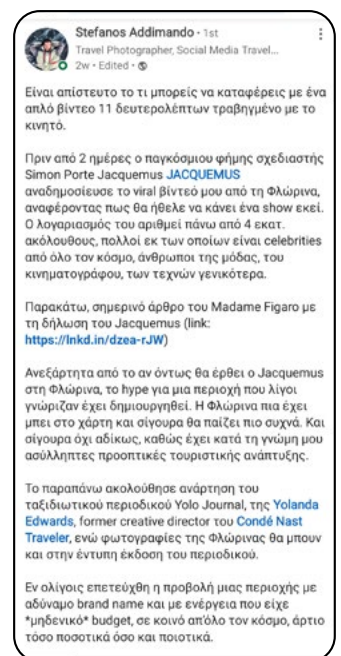 Stefanos Addimando • 1st
Travel Photographer, Social Media Travel...
2w • Edited •
Είναι απίστευτο το τι μπορείς να καταφέρεις με ένα
απλό βίντεο 11 δευτερολέπτων τραβηγμένο με το
κινητό.
Πριν από 2 ημέρες ο παγκόσμιου φήμης σχεδιαστής
Simon Porte Jacquemus JACQUEMUS
αναδημοσίευσε το viral βίντεό μου από τη Φλώρινα,
αναφέροντας πως θα ήθελε να κάνει ένα show εκεί.
Ο λογαριασμός του αριθμεί πάνω από 4 εκατ.
ακόλουθους, πολλοί εκ των οποίων είναι celebrities
από όλο τον κόσμο, άνθρωποι της μόδας, του
κινηματογράφου, των τεχνών γενικότερα.
Παρακάτω, σημερινό άρθρο του Madame Figaro με
τη δήλωση του Jacquemus (link:
https://lnkd.in/dzea-rJW)
Ανεξάρτητα από το αν όντως θα έρθει ο Jacquemus
στη Φλώρινα, το hype για μια περιοχή που λίγοι
γνώριζαν έχει δημιουργηθεί. Η Φλώρινα πια έχει
μπει στο χάρτη και σίγουρα θα παίζει πιο συχνά. Και
σίγουρα όχι αδίκως, καθώς έχει κατά τη γνώμη μου
ασύλληπτες προοπτικές τουριστικής ανάπτυξης.
Το παραπάνω ακολούθησε ανάρτηση του
ταξιδιωτικού περιοδικού Yolo Journal, της Yolanda
Edwards, former creative director του Condé Nast
Traveler, ενώ φωτογραφίες της Φλώρινας θα μπουν
και στην έντυπη έκδοση του περιοδικού.
Εν ολίγοις επετεύχθη η προβολή μιας περιοχής με
αδύναμο brand name και με ενέργεια που είχε
*μηδενικό* budget, σε κοινό απ'όλο τον κόσμο, άρτιο
τόσο ποσοτικά όσο και ποιοτικά.